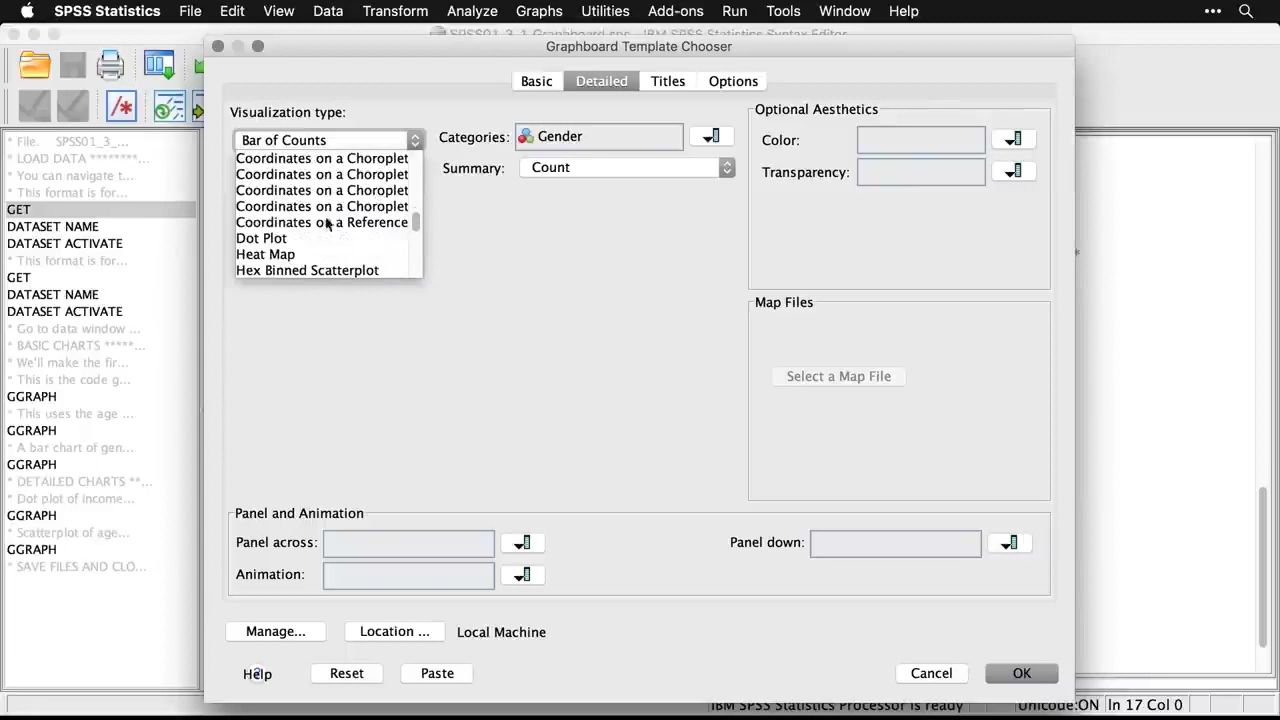 SPSS Statistics File Edit View Data Transform Analyze Graphs Utilities Add-ons Run Tools Window Help
SPSS01_3_1_Graphboard.sps - IBM SPSS Statistics Syntax Editor
Graphboard Template Chooser
Basic Detailed Titles Options
Visualization type:
Bar of Counts
Coordinates on a Choroplet
Coordinates on a Choroplet
Coordinates on a Choroplet
Coordinates on a Choroplet
Coordinates on a Reference
Dot Plot
Heat Map
Hex Binned Scatterplot
Categories: Gender
Summary: Count
Optional Aesthetics
Color:
Transparency:
Map Files
Select a Map File
Panel and Animation
Panel across:
Panel down:
Animation:
Manage... Location ... Local Machine
Help Reset Paste Cancel OK
* File: SPSS01_3_...
* LOAD DATA ********...
* You can navigate t...
* This format is for...
GET
DATASET NAME
DATASET ACTIVATE
* This format is for...
GET
DATASET NAME
DATASET ACTIVATE
* Go to data window ...
* BASIC CHARTS *****...
* We'll make the fir...
* This is the code g...
GGRAPH
* This uses the age ...
GGRAPH
* A bar chart of gen...
GGRAPH
* DETAILED CHARTS **...
* Dot plot of income...
GGRAPH
* Scatterplot of age...
GGRAPH
* SAVE FILES AND CLO...
IBM SPSS Statistics Processor is ready Unicode:ON In 17 Col 0